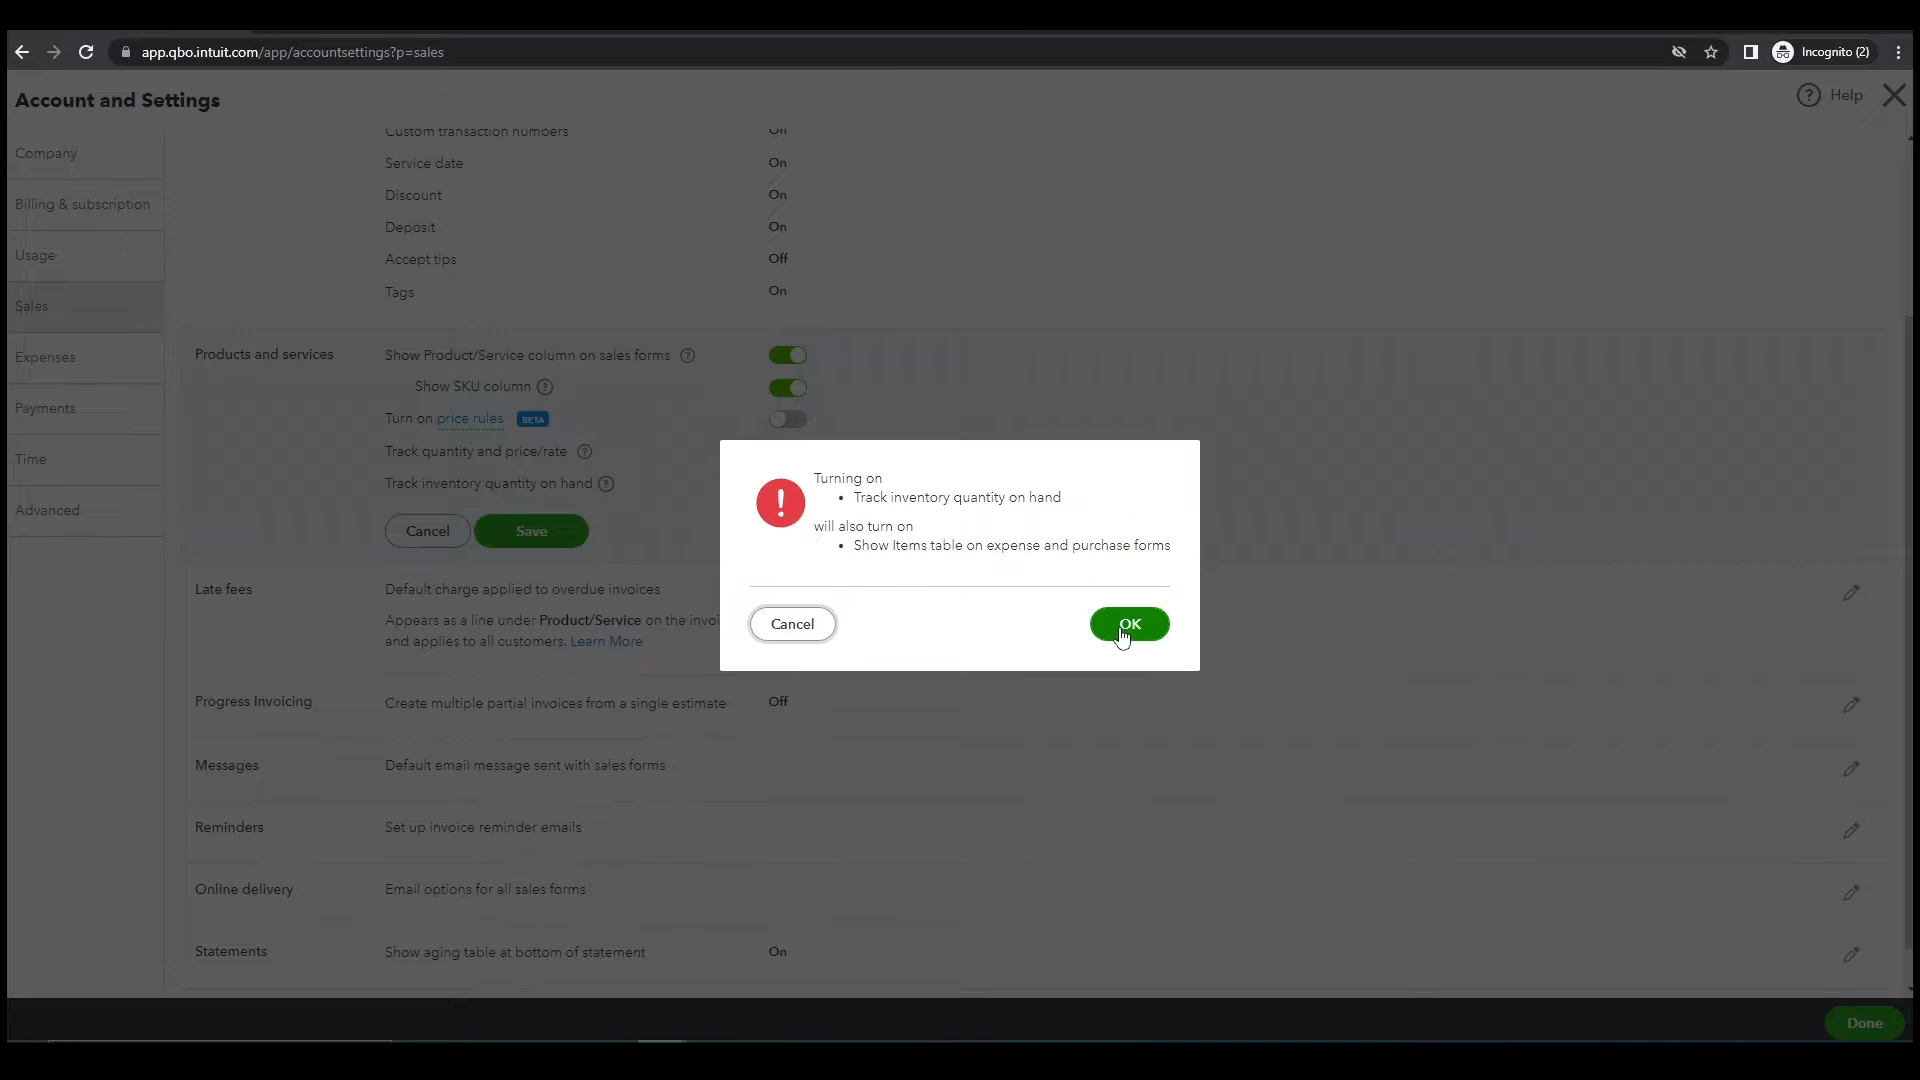 app.qbo.intuit.com/app/accountsettings?p=sales
Incognito (2)
Account and Settings
? Help
Company
Billing & subscription
Usage
Sales
Expenses
Payments
Time
Advanced
Custom transaction numbers On
Service date On
Discount On
Deposit On
Accept tips Off
Tags On
Products and services
Show Product/Service column on sales forms ?
Show SKU column ?
Turn on price rules BETA
Track quantity and price/rate ?
Track inventory quantity on hand ?
Cancel Save
!
Turning on
• Track inventory quantity on hand
will also turn on
• Show Items table on expense and purchase forms
Cancel OK
Late fees Default charge applied to overdue invoices
Appears as a line under Product/Service on the
and applies to all customers. Learn More
Progress Invoicing Create multiple partial invoices from a single estimate Off
Messages Default email message sent with sales forms
Reminders Set up invoice reminder emails
Online delivery Email options for all sales forms
Statements Show aging table at bottom of statement On
Done